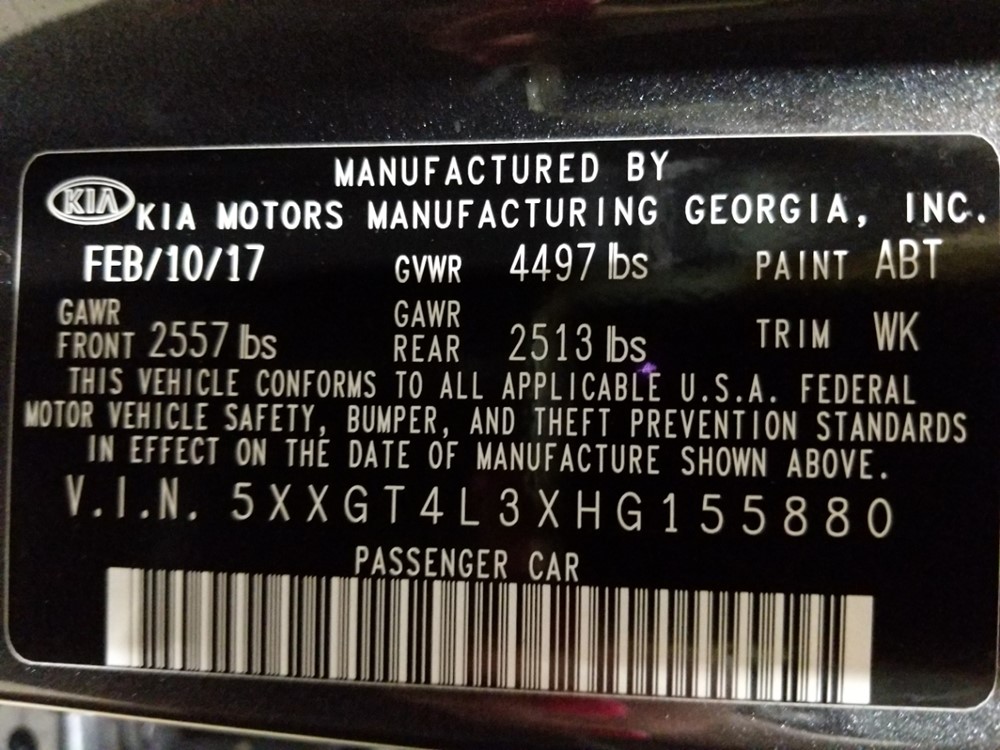 MANUFACTURED BY
KIA KIA MOTORS MANUFACTURING GEORGIA, INC.
FEB/10/17 GVWR 4497 lbs PAINT ABT
GAWR FRONT 2557 lbs GAWR REAR 2513 lbs TRIM WK
THIS VEHICLE CONFORMS TO ALL APPLICABLE U.S.A. FEDERAL
MOTOR VEHICLE SAFETY, BUMPER, AND THEFT PREVENTION STANDARDS
IN EFFECT ON THE DATE OF MANUFACTURE SHOWN ABOVE.
V.I.N. 5XXGT4L3XHG155880
PASSENGER CAR